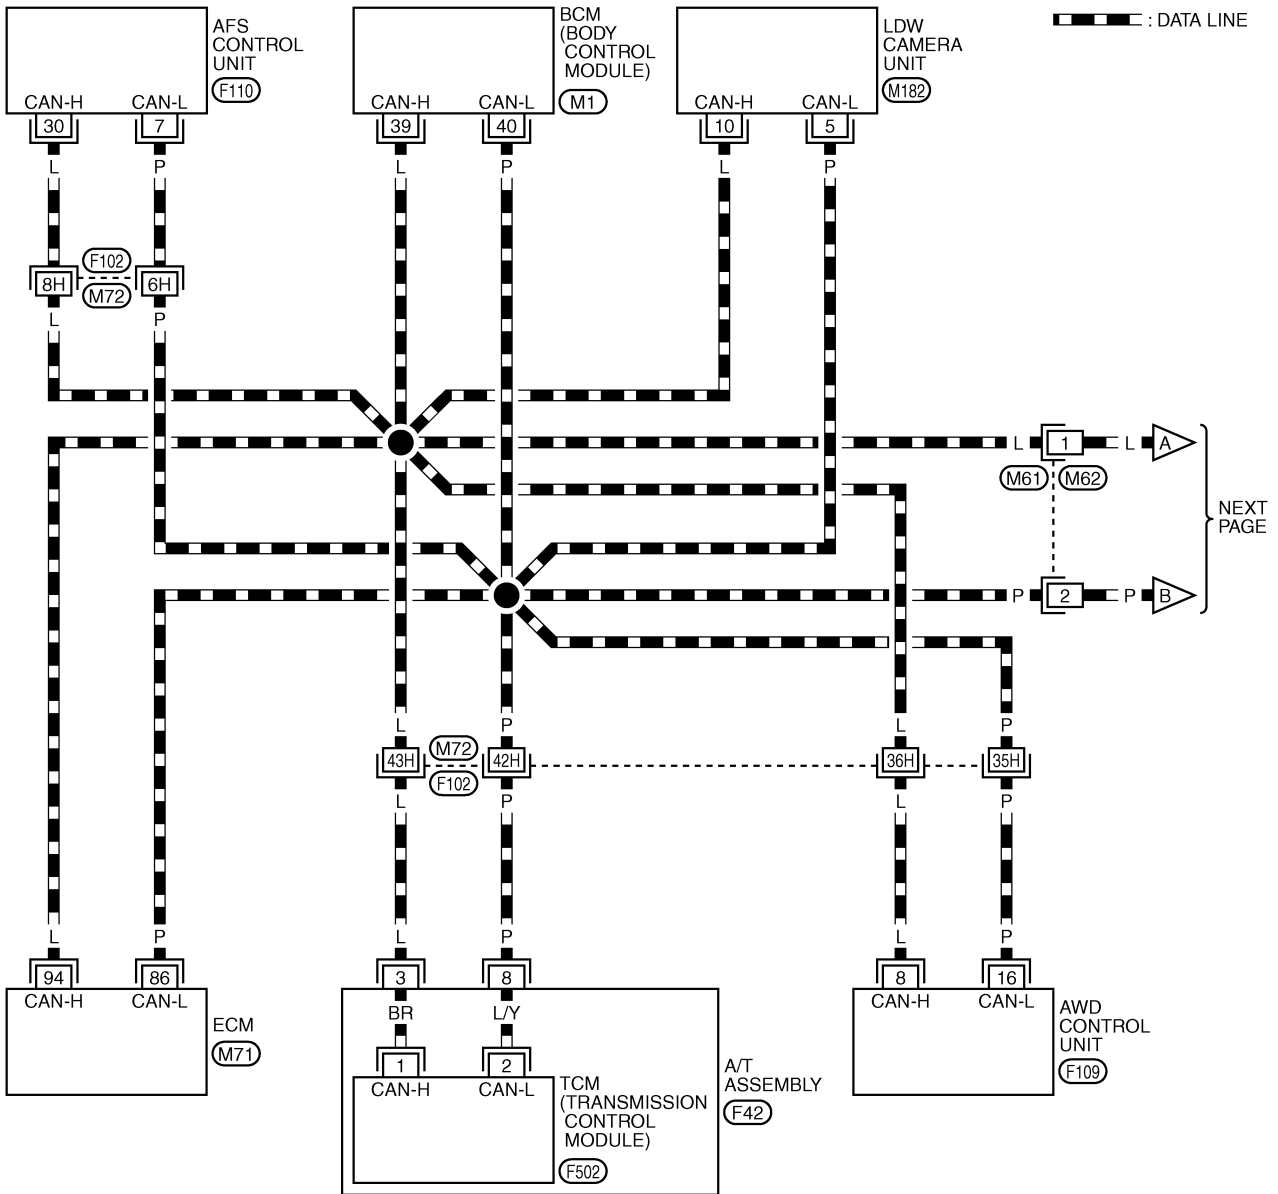 AFS
CONTROL
UNIT
F110
CAN-H CAN-L
30 7
BCM
(BODY
CONTROL
MODULE)
M1
CAN-H CAN-L
39 40
LDW
CAMERA
UNIT
M182
CAN-H CAN-L
10 5
: DATA LINE
L P L P L P
8H F102 6H
M72
L P
L 1 L A
M61 M62
NEXT
PAGE
P 2 P B
L P L P
43H M72 42H 36H 35H
F102
L P L P
L P L P L P
94 86 3 8 8 16
CAN-H CAN-L
ECM
M71
BR L/Y
1 2
CAN-H CAN-L
TCM
(TRANSMISSION
CONTROL
MODULE)
F502
A/T
ASSEMBLY
F42
CAN-H CAN-L
AWD
CONTROL
UNIT
F109